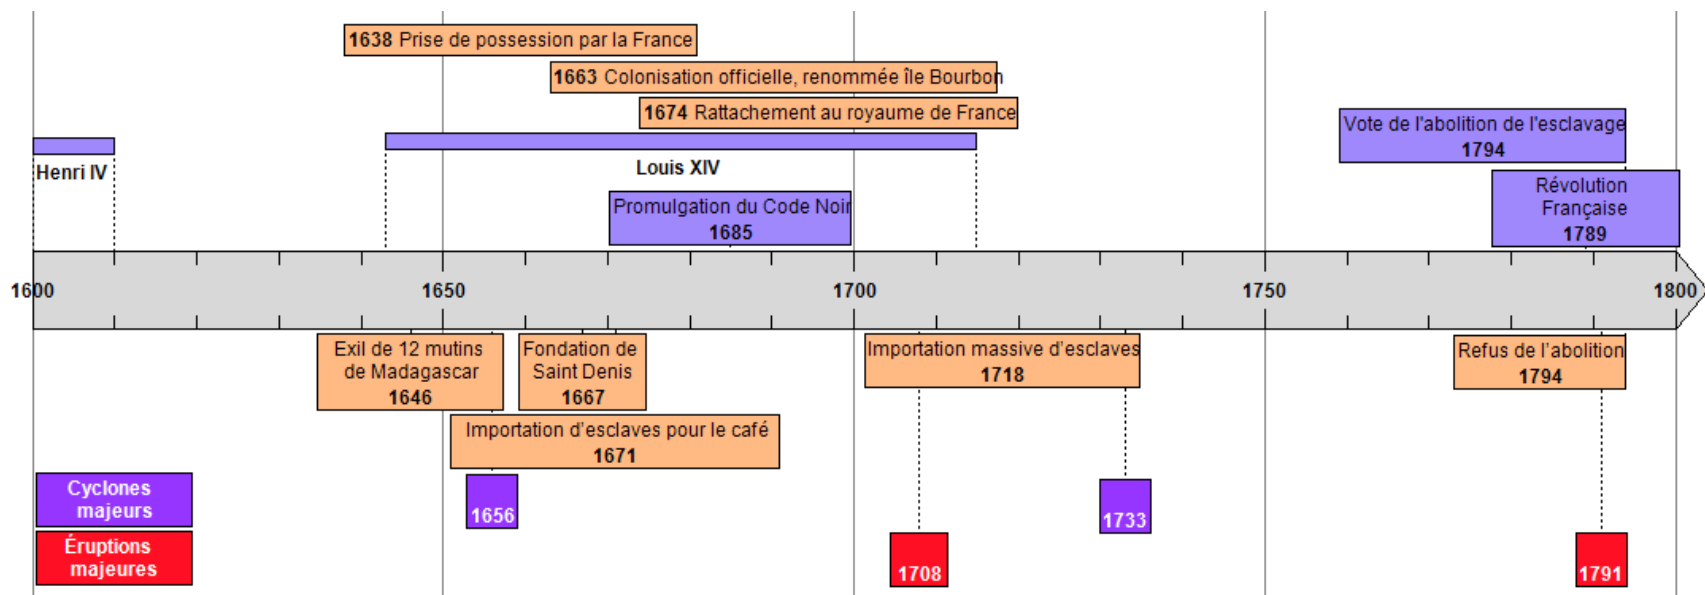 1638 Prise de possession par la France
1663 Colonisation officielle, renommée île Bourbon
1674 Rattachement au royaume de France
Vote de l'abolition de l'esclavage
1794
Henri IV
Louis XIV
Promulgation du Code Noir
1685
Révolution
Française
1789
1600
1650
1700
1750
1800
Exil de 12 mutins
de Madagascar
1646
Fondation de
Saint Denis
1667
Importation massive d’esclaves
1718
Refus de l’abolition
1794
Importation d’esclaves pour le café
1671
Cyclones
majeurs
1656
1733
Éruptions
majeures
1708
1791